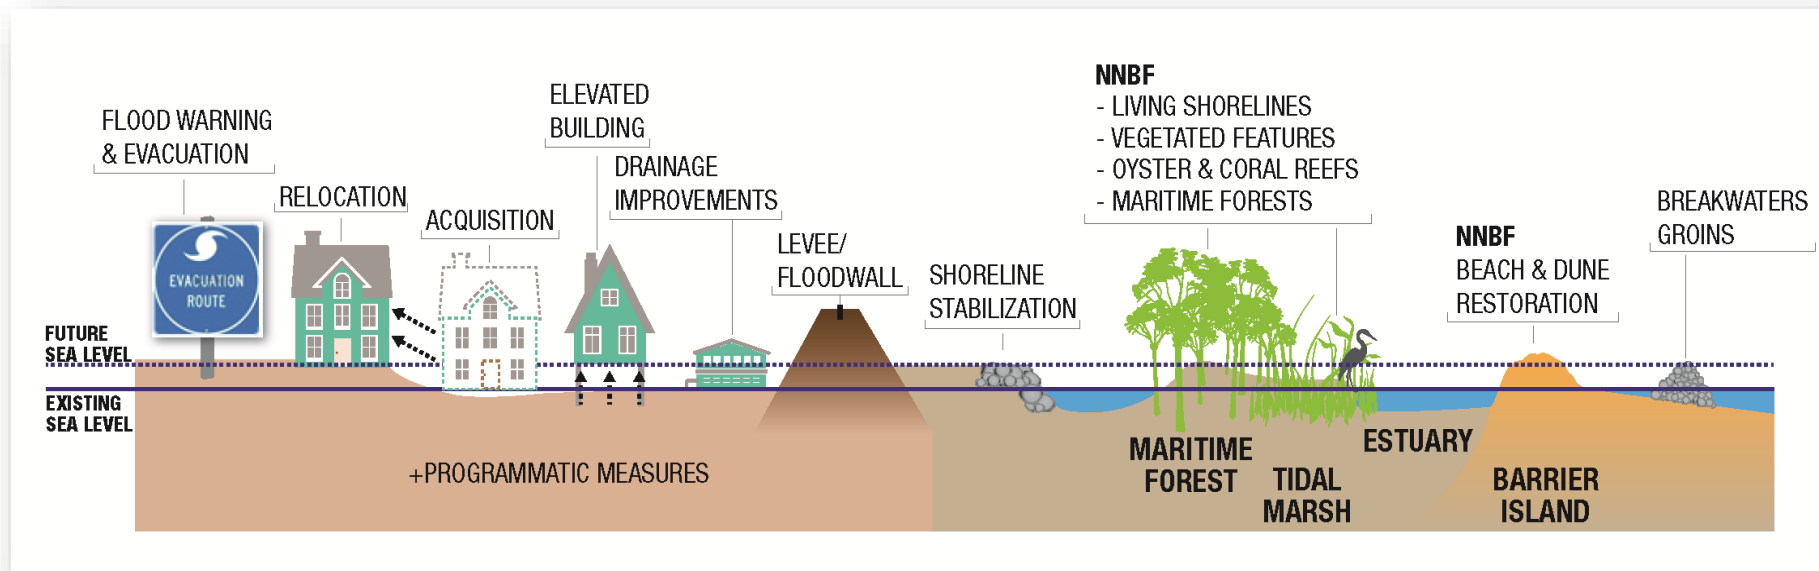 FLOOD WARNING
& EVACUATION
RELOCATION
ACQUISITION
ELEVATED
BUILDING
DRAINAGE
IMPROVEMENTS
LEVEE/
FLOODWALL
SHORELINE
STABILIZATION
NNBF
- LIVING SHORELINES
- VEGETATED FEATURES
- OYSTER & CORAL REEFS
- MARITIME FORESTS
NNBF
BEACH & DUNE
RESTORATION
BREAKWATERS
GROINS
EVACUATION
ROUTE
FUTURE
SEA LEVEL
EXISTING
SEA LEVEL
+PROGRAMMATIC MEASURES
MARITIME
FOREST
TIDAL
MARSH
ESTUARY
BARRIER
ISLAND